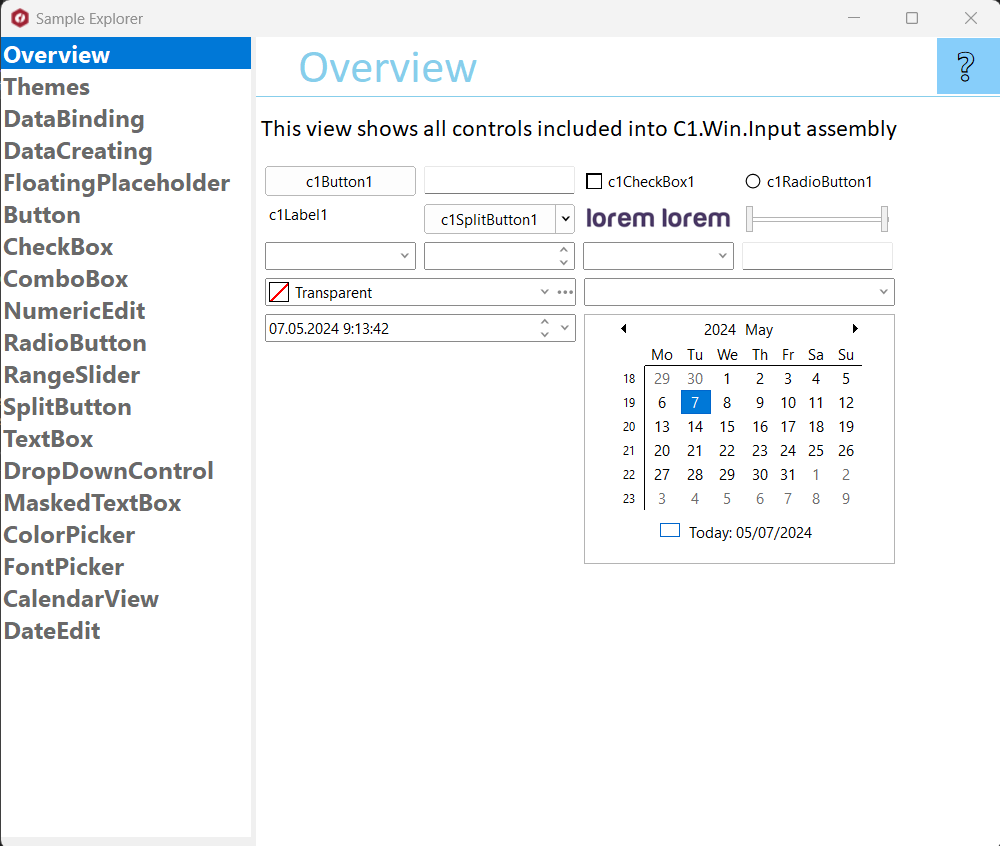 Sample Explorer
Overview
Themes
DataBinding
DataCreating
FloatingPlaceholder
Button
CheckBox
ComboBox
NumericEdit
RadioButton
RangeSlider
SplitButton
TextBox
DropDownControl
MaskedTextBox
ColorPicker
FontPicker
CalendarView
DateEdit
Overview
?
This view shows all controls included into C1.Win.Input assembly
c1Button1 c1CheckBox1 c1RadioButton1
c1Label1 c1SplitButton1 lorem lorem
Transparent
07.05.2024 9:13:42
2024 May
Mo Tu We Th Fr Sa Su
18 29 30 1 2 3 4 5
19 6 7 8 9 10 11 12
20 13 14 15 16 17 18 19
21 20 21 22 23 24 25 26
22 27 28 29 30 31 1 2
23 3 4 5 6 7 8 9
Today: 05/07/2024